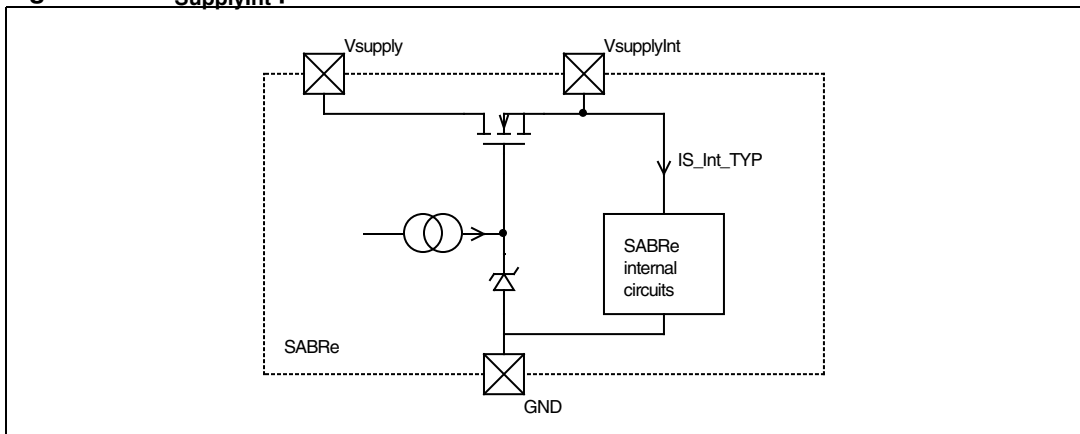 SupplyInt
Vsupply
VsupplyInt
IS_Int_TYP
SABRe
internal
circuits
SABRe
GND